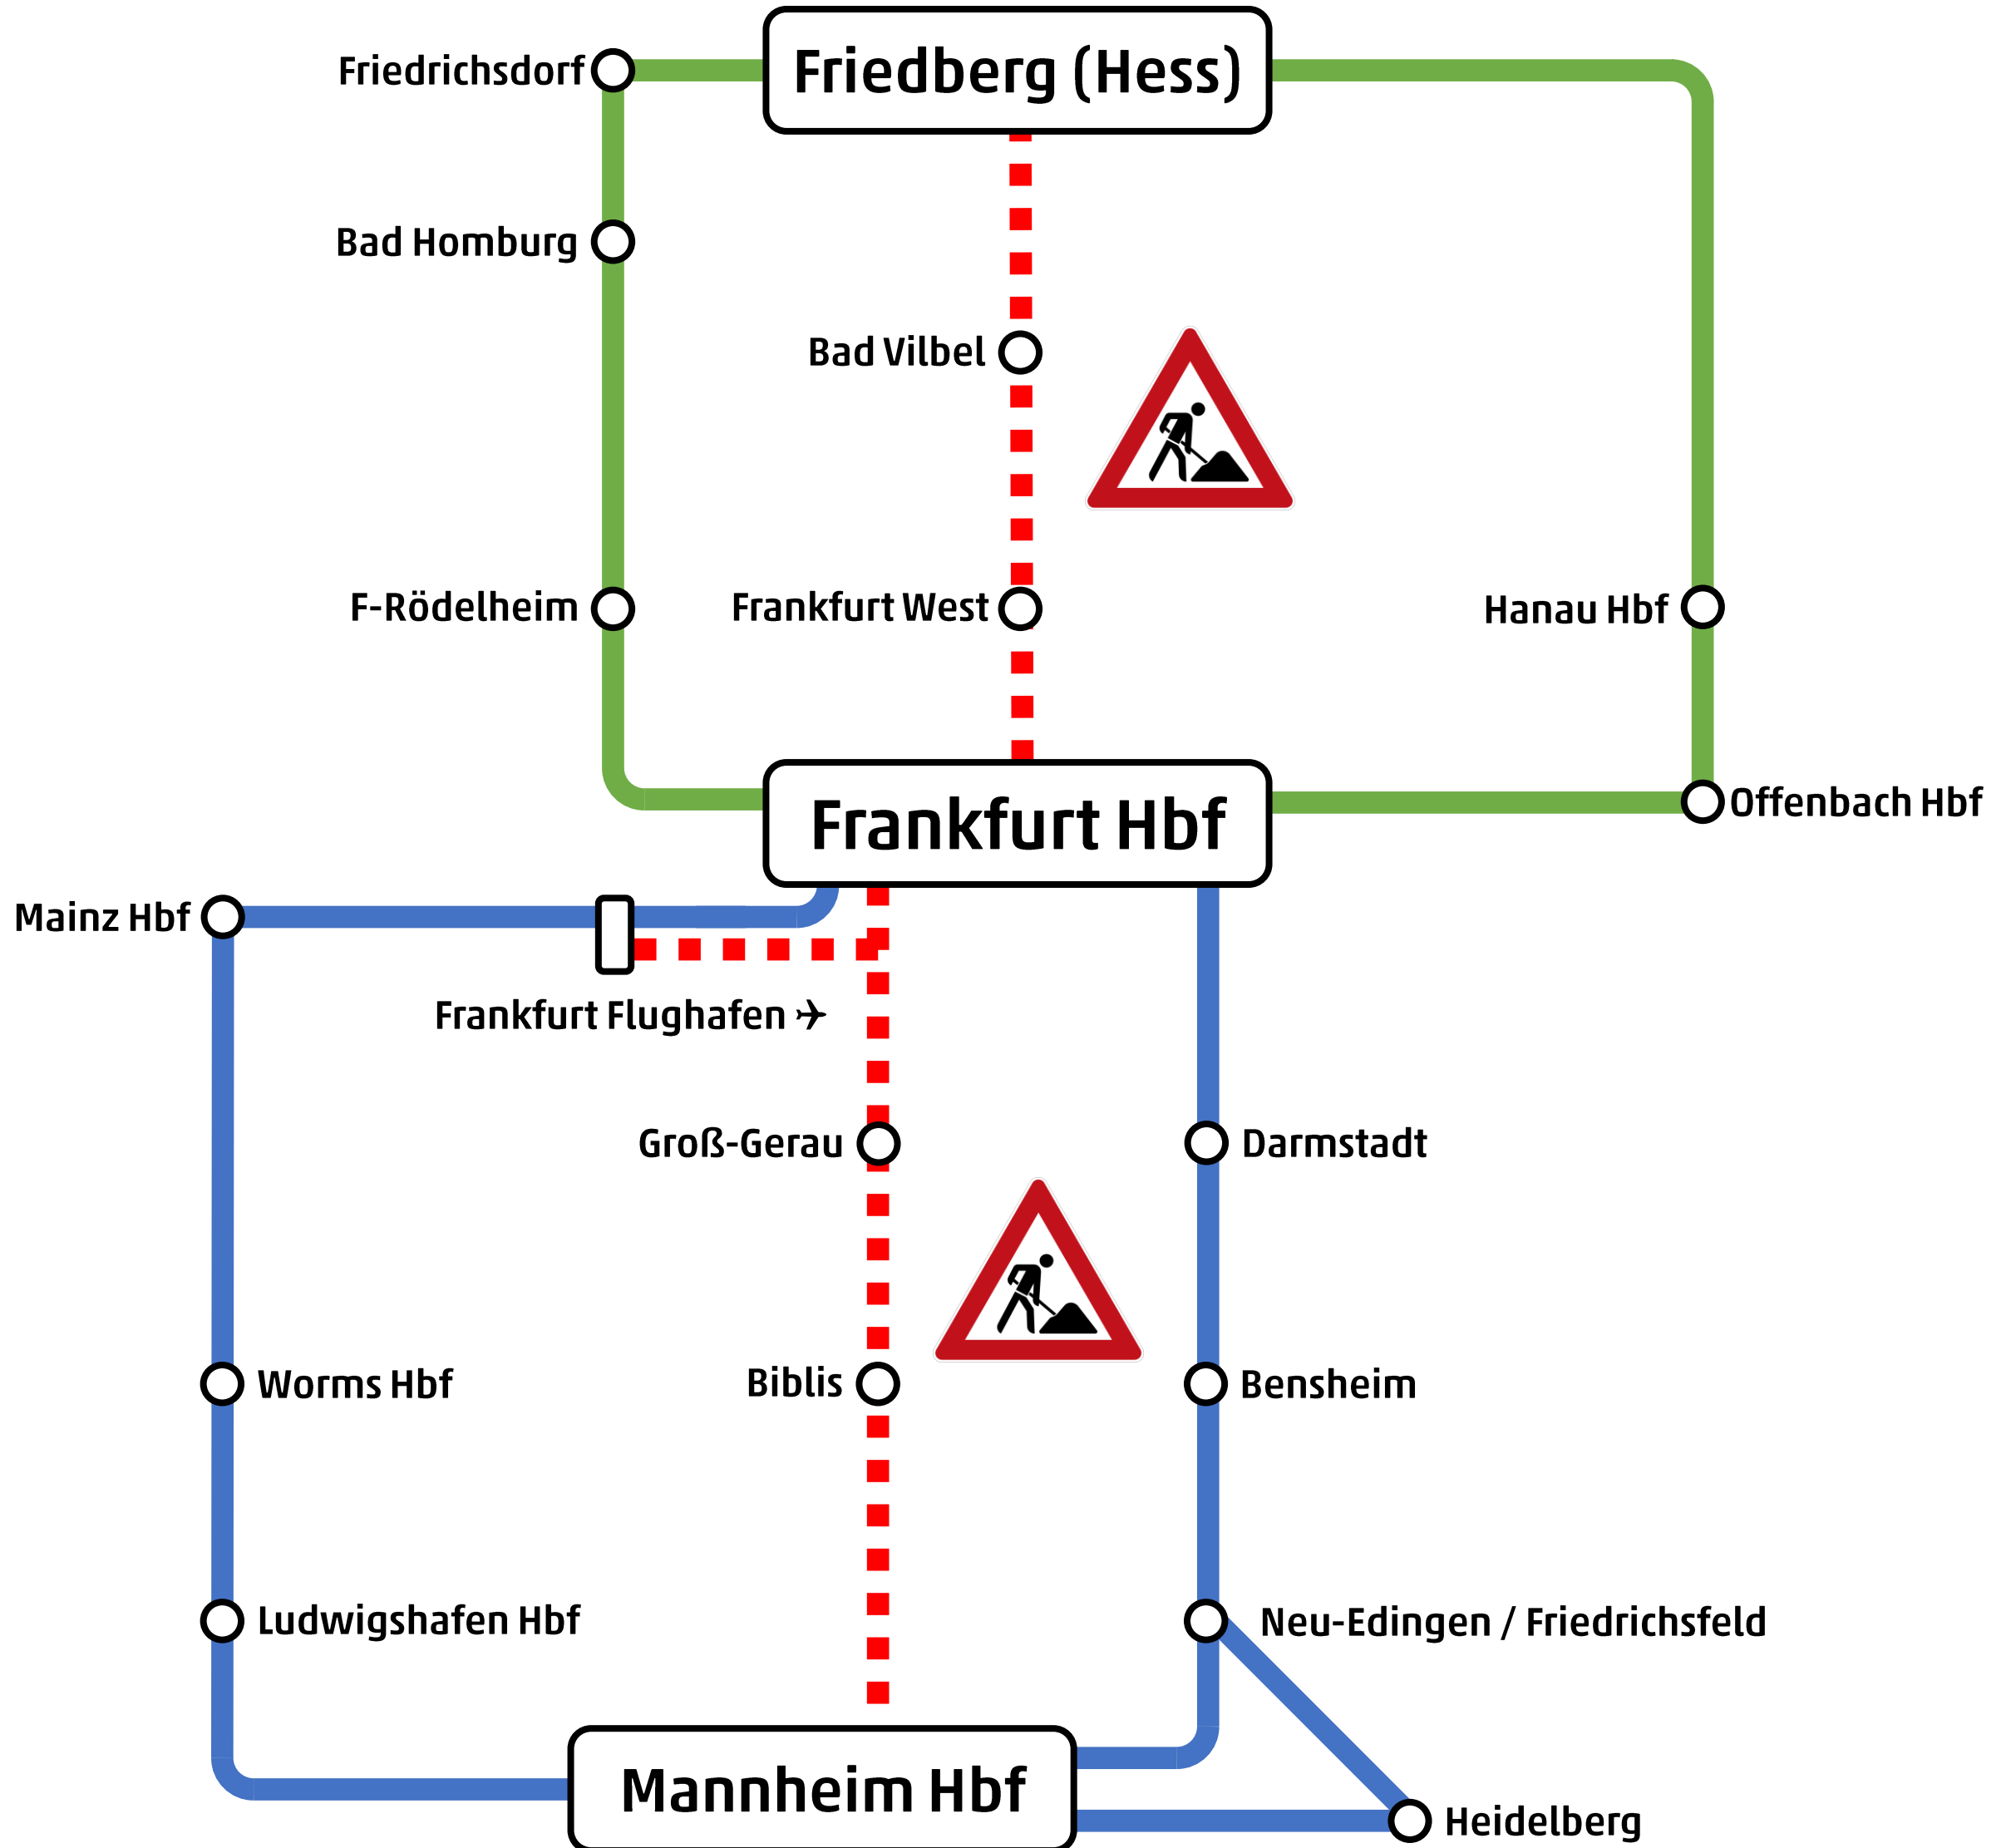 Friedrichsdorf
Friedberg (Hess)
Bad Homburg
Bad Vilbel
F-Rödelheim
Frankfurt West
Hanau Hbf
Frankfurt Hbf
Offenbach Hbf
Mainz Hbf
Frankfurt Flughafen ✈
Groß-Gerau
Darmstadt
Worms Hbf
Biblis
Bensheim
Ludwigshafen Hbf
Neu-Edingen / Friedrichsfeld
Mannheim Hbf
Heidelberg